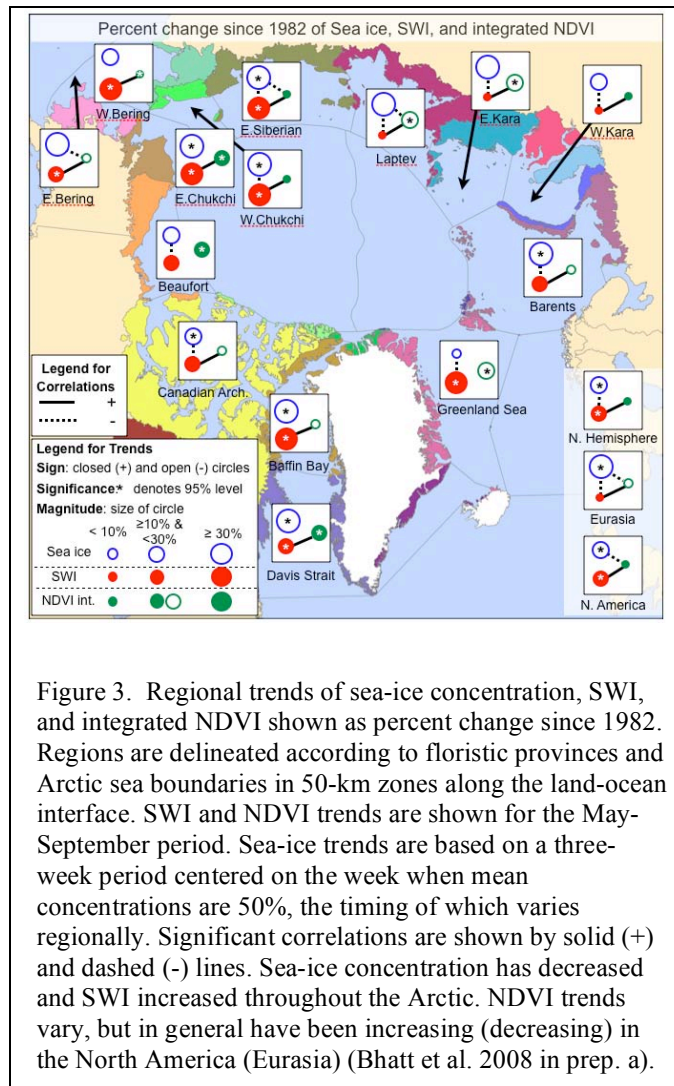 Percent change since 1982 of Sea ice, SWI, and integrated NDVI
W.Bering
E.Siberian
E.Kara
W.Kara
Laptev
E.Bering
E.Chukchi
W.Chukchi
Beaufort
Barents
Canadian Arch.
Greenland Sea
Baffin Bay
Davis Strait
N. Hemisphere
Eurasia
N. America
Legend for
Correlations
+
-
Legend for Trends
Sign: closed (+) and open (-) circles
Significance:* denotes 95% level
Magnitude: size of circle
< 10% ≥10% & <30% ≥ 30%
Sea ice
SWI
NDVI int.
Figure 3. Regional trends of sea-ice concentration, SWI,
and integrated NDVI shown as percent change since 1982.
Regions are delineated according to floristic provinces and
Arctic sea boundaries in 50-km zones along the land-ocean
interface. SWI and NDVI trends are shown for the May-
September period. Sea-ice trends are based on a three-
week period centered on the week when mean
concentrations are 50%, the timing of which varies
regionally. Significant correlations are shown by solid (+)
and dashed (-) lines. Sea-ice concentration has decreased
and SWI increased throughout the Arctic. NDVI trends
vary, but in general have been increasing (decreasing) in
the North America (Eurasia) (Bhatt et al. 2008 in prep. a).